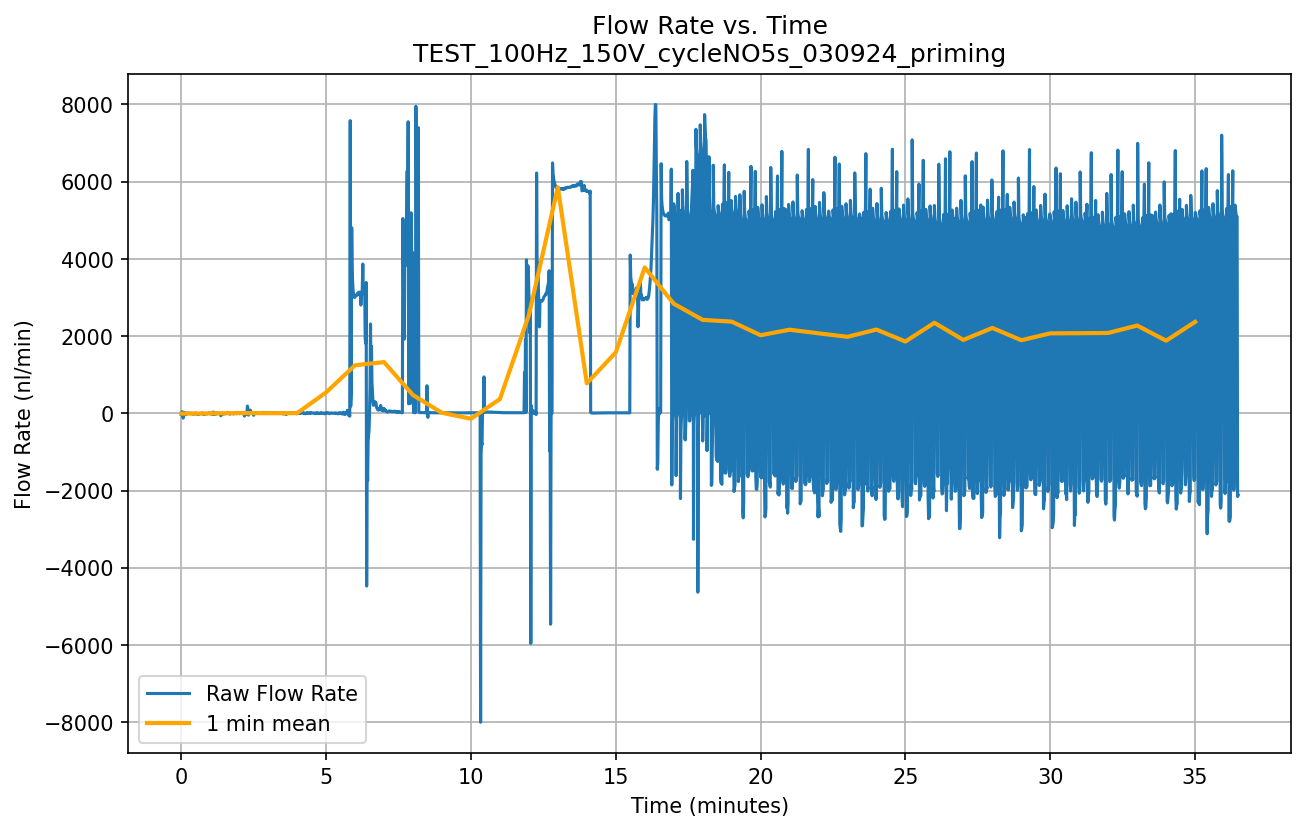 Flow Rate vs. Time
TEST_100Hz_150V_cycleNO5s_030924_priming
Flow Rate (nl/min)
8000
6000
4000
2000
0
−2000
−4000
−6000
−8000
Raw Flow Rate
1 min mean
0 5 10 15 20 25 30 35
Time (minutes)